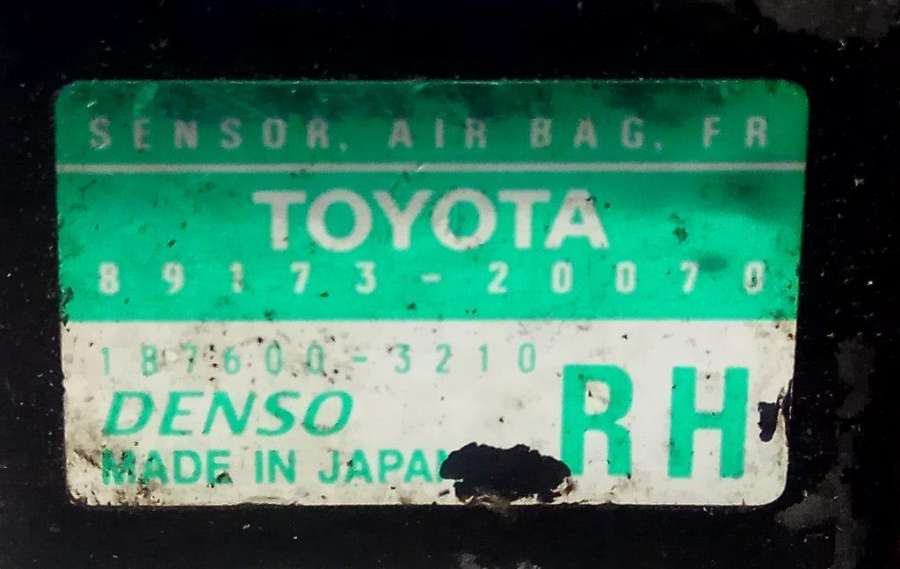 SENSOR, AIR BAG, FR
TOYOTA
89173-20070
187600-3210
DENSO
RH
MADE IN JAPAN